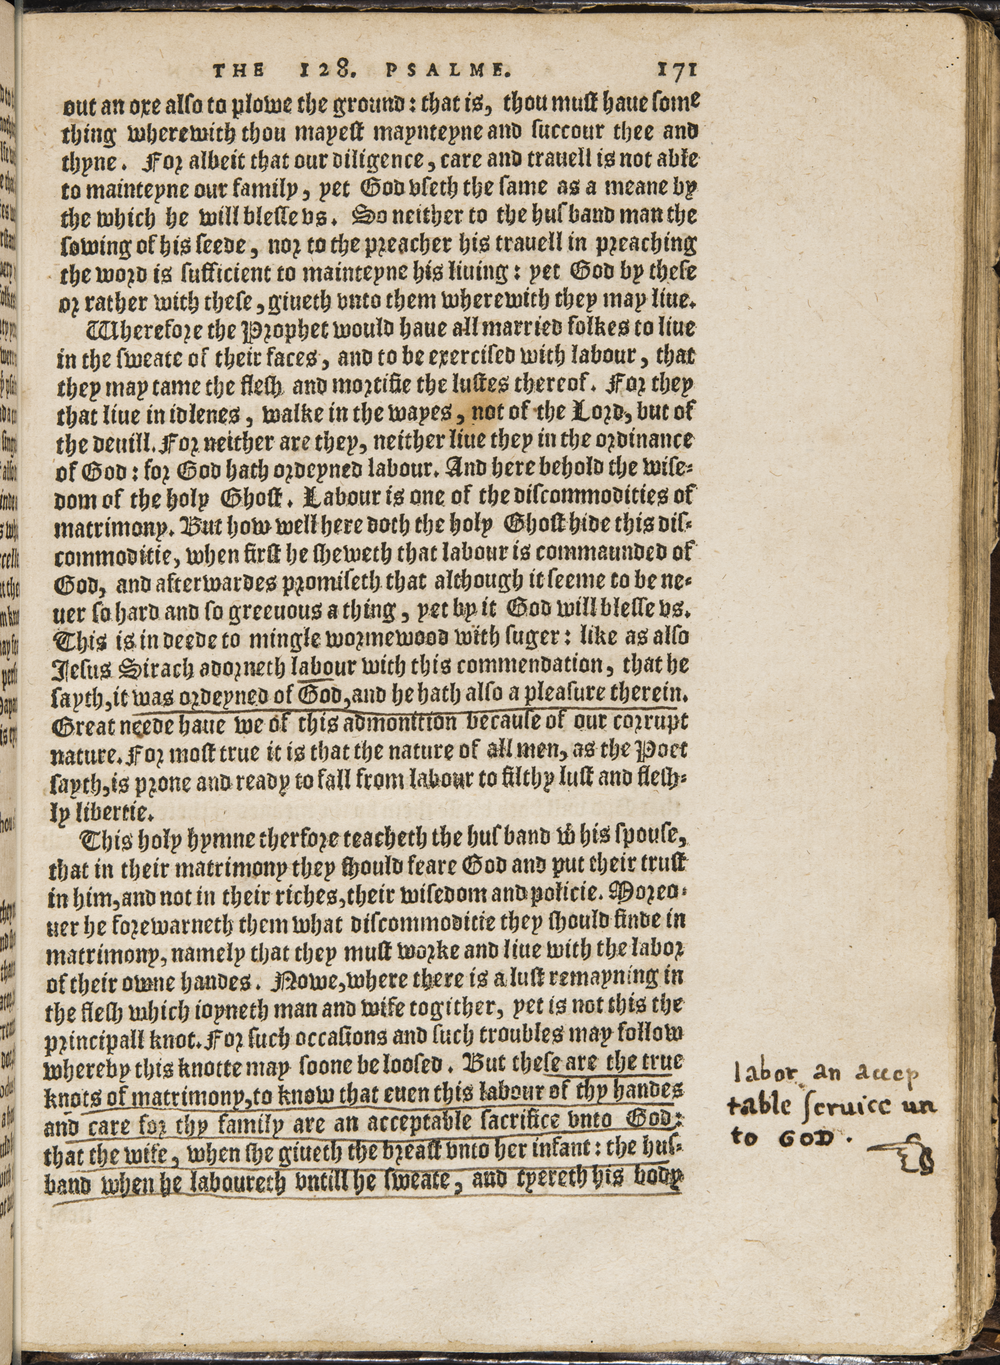 THE 128. PSALME. 171
out an oxe also to plowe the ground: that is, thou must haue some
thing wherewith thou mayest maynteyne and succour thee and
thyne. For albeit that our diligence, care and trauell is not able
to mainteyne our family, yet God vseth the same as a meane by
the which he will blesse vs. So neither to the husband man the
sowing of his seede, nor to the preacher his trauell in preaching
the word is sufficient to mainteyne his liuing: yet God by these
or rather with these, giueth vnto them wherewith they may liue.
Wherefore the Prophet would haue all married folkes to liue
in the sweate of their faces, and to be exercised with labour, that
they may tame the flesh and mortifie the lustes thereof. For they
that liue in idlenes, walke in the wayes, not of the Lord, but of
the deuill. For neither are they, neither liue they in the ordinance
of God: for God hath ordeyned labour. And here behold the wise-
dom of the holy Ghost. Labour is one of the discommodities of
matrimony. But how well here doth the holy Ghost hide this dis-
commoditie, when first he sheweth that labour is commaunded of
God, and afterwardes promiseth that although it seeme to be ne-
uer so hard and so greeuous a thing, yet by it God will blesse vs.
This is in deede to mingle wormewood with suger: like as also
Jesus Sirach adorneth labour with this commendation, that he
sayth, it was ordeyned of God, and he hath also a pleasure therein.
Great neede haue we of this admonition because of our corrupt
nature. For most true it is that the nature of all men, as the Poet
sayth, is prone and ready to fall from labour to filthy lust and flesh-
ly libertie.
This holy hymne therfore teacheth the husband wͭ his spouse,
that in their matrimony they should feare God and put their trust
in him, and not in their riches, their wisedom and policie. Moreo-
uer he forewarneth them what discommoditie they should finde in
matrimony, namely that they must worke and liue with the labor
of their owne handes. Nowe, where there is a lust remayning in
the flesh which ioyneth man and wife togither, yet is not this the
principall knot. For such occasions and such troubles may follow
whereby this knotte may soone be loosed. But these are the true
knots of matrimony, to know that euen this labour of thy handes
and care for thy family are an acceptable sacrifice vnto God:
that the wife, when she giueth the breast vnto her infant: the hus-
band when he laboureth vntill he sweate, and tyereth his body
labor an accep
table seruice un
to GOD.